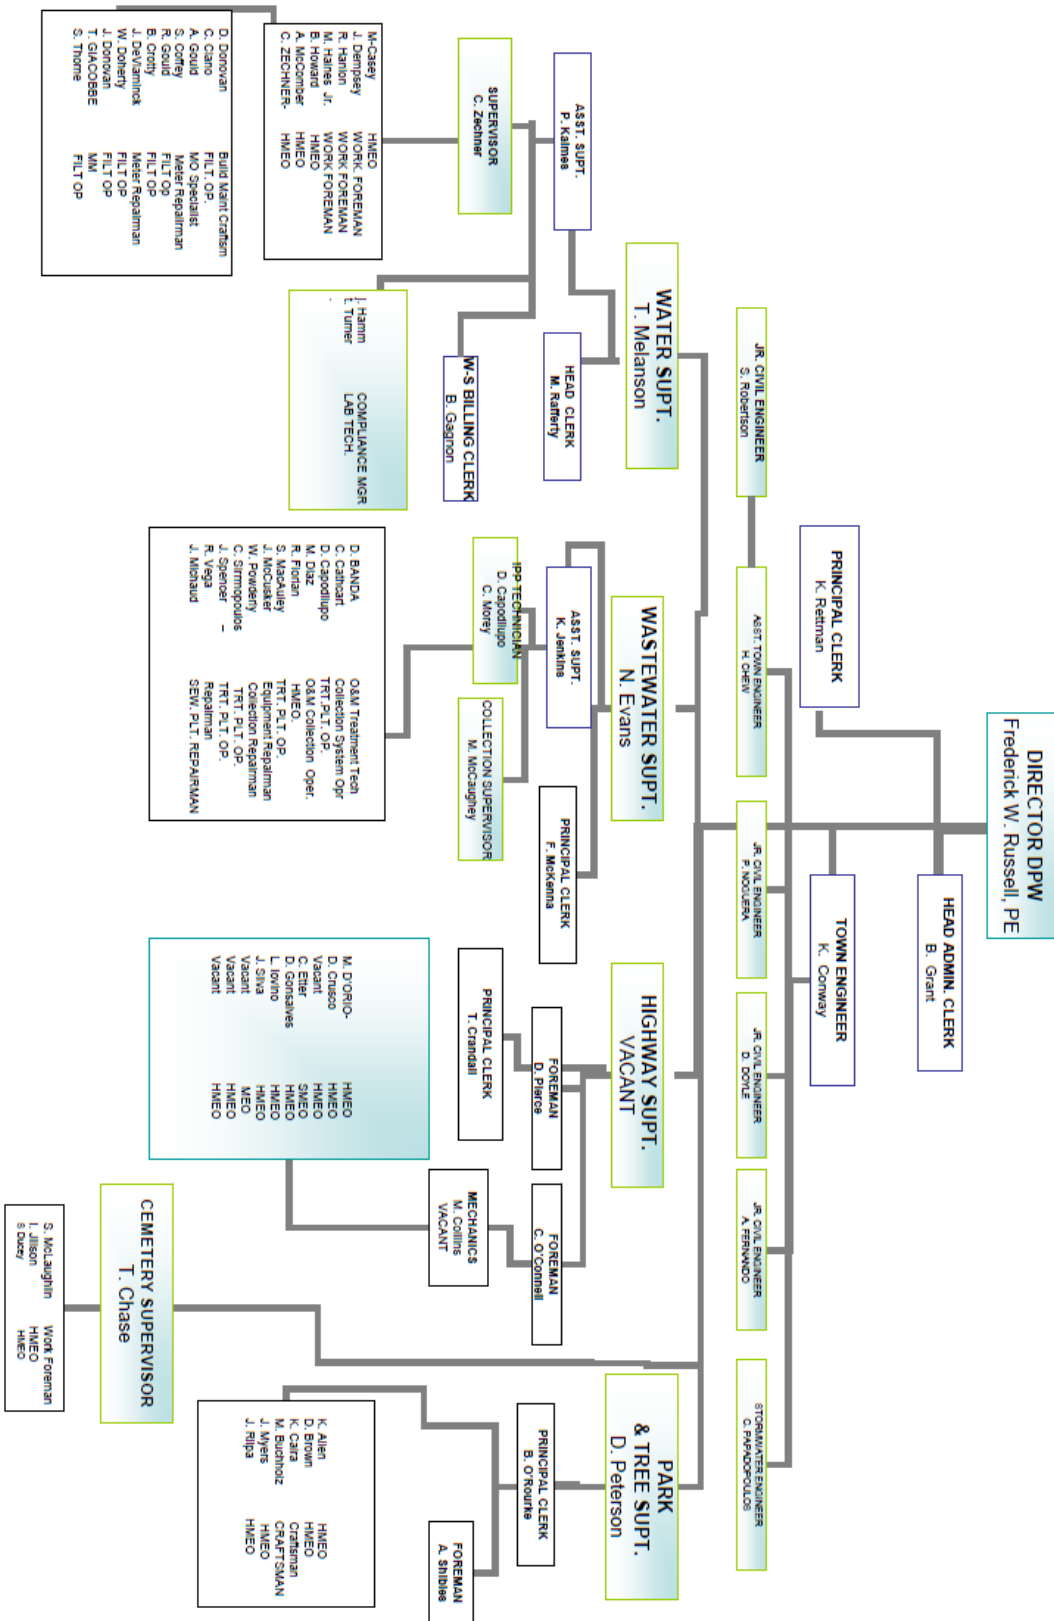 DIRECTOR DPW
Frederick W. Russell, PE
HEAD ADMIN. CLERK
B. Grant
PRINCIPAL CLERK
K. Rettman
TOWN ENGINEER
K. Conway
JR. CIVIL ENGINEER
S. Robertson
ASST. TOWN ENGINEER
H. CHEW
JR. CIVIL ENGINEER
P. NOGUERA
JR. CIVIL ENGINEER
D. DOYLE
JR. CIVIL ENGINEER
A. FERNANDO
STORMWATER ENGINEER
C. PAPADOPOULOS
WATER SUPT.
T. Melanson
WASTEWATER SUPT.
N. Evans
HIGHWAY SUPT.
VACANT
PARK
& TREE SUPT.
D. Peterson
ASST. SUPT.
P. Kalmes
HEAD CLERK
M. Rafferty
SUPERVISOR
C. Zechner
W-S BILLING CLERK
B. Gagnon
M-Casey HMEO
J. Dempsey WORK. FOREMAN
R. Hanlon WORK FOREMAN
M. Haines Jr. WORK FOREMAN
B. Howard HMEO
A. McComber HMEO
C. ZECHNER- HMEO
J. Hamm COMPLIANCE MGR
t. Turner LAB TECH.
.
D. Donovan Build Maint Craftsm
C. Ciano FILT. OP.
A. Gould MO Specialist
S. Coffey Meter Repairman
R. Gould FILT Op
B. Crotty FILT OP
J. DeVlaminck Meter Repairman
W. Doherty FILT OP
J. Donovan FILT OP
T. GIACOBBE MM
S. Thorne FILT OP
ASST. SUPT.
K. Jenkins
PRINCIPAL CLERK
F. McKenna
IPP TECHNICIAN
D. Capodilupo
C. Morey
COLLECTION SUPERVISOR
M. McCaughey
D. BANDA O&M Treatment Tech
C. Cathcart Collection System Opr
D. Capodilupo TRT. PLT. OP.
M. Diaz O&M Collection Oper.
R. Florian HMEO.
S. MacAuley TRT. PLT. OP.
J. McCusker Equipment Repairman
W. Powderly Collection Repairman
C. Sirmopoulos TRT. PLT. OP.
J. Spencer – TRT. PLT. OP.
R. Vega Repairman
J. Michaud SEW. PLT. REPAIRMAN
FOREMAN
D. Pierce
FOREMAN
C. O'Connell
PRINCIPAL CLERK
T. Crandall
MECHANICS
M. Collins
VACANT
M. D'ORIO- HMEO
D. Crusco HMEO
Vacant HMEO
C. Etter SMEO
D. Gonsalves HMEO
L. Iovino HMEO
J. Silva HMEO
Vacant MEO
Vacant HMEO
Vacant HMEO
PRINCIPAL CLERK
B. O'Rourke
FOREMAN
A. Shibles
K. Allen HMEO
D. Brown HMEO
K. Caira Craftsman
M. Buchholz CRAFTSMAN
J. Myers HMEO
J. Rilpa HMEO
CEMETERY SUPERVISOR
T. Chase
S. McLaughlin Work Foreman
I. Jillson HMEO
S Ducey HMEO